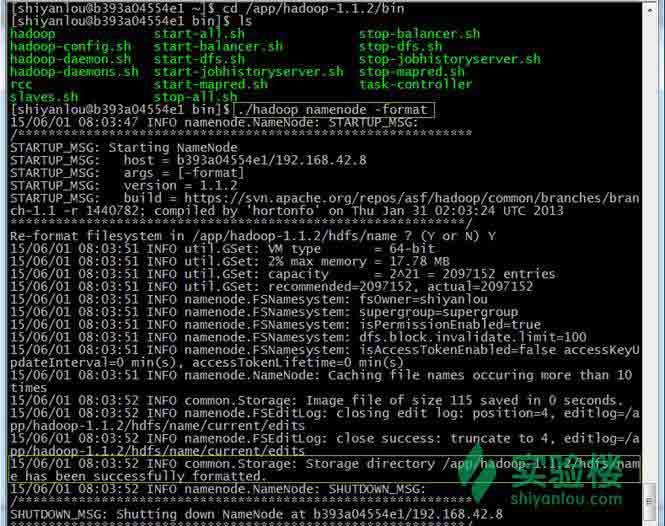 [shiyanlou@b393a04554e1 ~]$ cd /app/hadoop-1.1.2/bin
[shiyanlou@b393a04554e1 bin]$ ls
hadoop start-all.sh stop-balancer.sh
hadoop-config.sh start-balancer.sh stop-dfs.sh
hadoop-daemon.sh start-dfs.sh stop-jobhistoryserver.sh
hadoop-daemons.sh start-jobhistoryserver.sh stop-mapred.sh
rcc start-mapred.sh task-controller
slaves.sh stop-all.sh
[shiyanlou@b393a04554e1 bin]$ ./hadoop namenode -format
15/06/01 08:03:47 INFO namenode.NameNode: STARTUP_MSG:
/************************************************************
STARTUP_MSG: Starting NameNode
STARTUP_MSG:   host = b393a04554e1/192.168.42.8
STARTUP_MSG:   args = [-format]
STARTUP_MSG:   version = 1.1.2
STARTUP_MSG:   build = https://svn.apache.org/repos/asf/hadoop/common/branches/bran
ch-1.1 -r 1440782; compiled by 'hortonfo' on Thu Jan 31 02:03:24 UTC 2013
************************************************************/
Re-format filesystem in /app/hadoop-1.1.2/hdfs/name ? (Y or N) Y
15/06/01 08:03:51 INFO util.GSet: VM type       = 64-bit
15/06/01 08:03:51 INFO util.GSet: 2% max memory = 17.78 MB
15/06/01 08:03:51 INFO util.GSet: capacity      = 2^21 = 2097152 entries
15/06/01 08:03:51 INFO util.GSet: recommended=2097152, actual=2097152
15/06/01 08:03:51 INFO namenode.FSNamesystem: fsOwner=shiyanlou
15/06/01 08:03:51 INFO namenode.FSNamesystem: supergroup=supergroup
15/06/01 08:03:51 INFO namenode.FSNamesystem: isPermissionEnabled=true
15/06/01 08:03:51 INFO namenode.FSNamesystem: dfs.block.invalidate.limit=100
15/06/01 08:03:51 INFO namenode.FSNamesystem: isAccessTokenEnabled=false accessKeyU
pdateInterval=0 min(s), accessTokenLifetime=0 min(s)
15/06/01 08:03:51 INFO namenode.NameNode: Caching file names occuring more than 10
times
15/06/01 08:03:52 INFO common.Storage: Image file of size 115 saved in 0 seconds.
15/06/01 08:03:52 INFO namenode.FSEditLog: closing edit log: position=4, editlog=/a
pp/hadoop-1.1.2/hdfs/name/current/edits
15/06/01 08:03:52 INFO namenode.FSEditLog: close success: truncate to 4, editlog=/a
pp/hadoop-1.1.2/hdfs/name/current/edits
15/06/01 08:03:52 INFO common.Storage: Storage directory /app/hadoop-1.1.2/hdfs/nam
e has been successfully formatted.
15/06/01 08:03:52 INFO namenode.NameNode: SHUTDOWN_MSG:
/************************************************************
SHUTDOWN_MSG: Shutting down NameNode at b393a04554e1/192.168.42.8
实验楼
shiyanlou.com